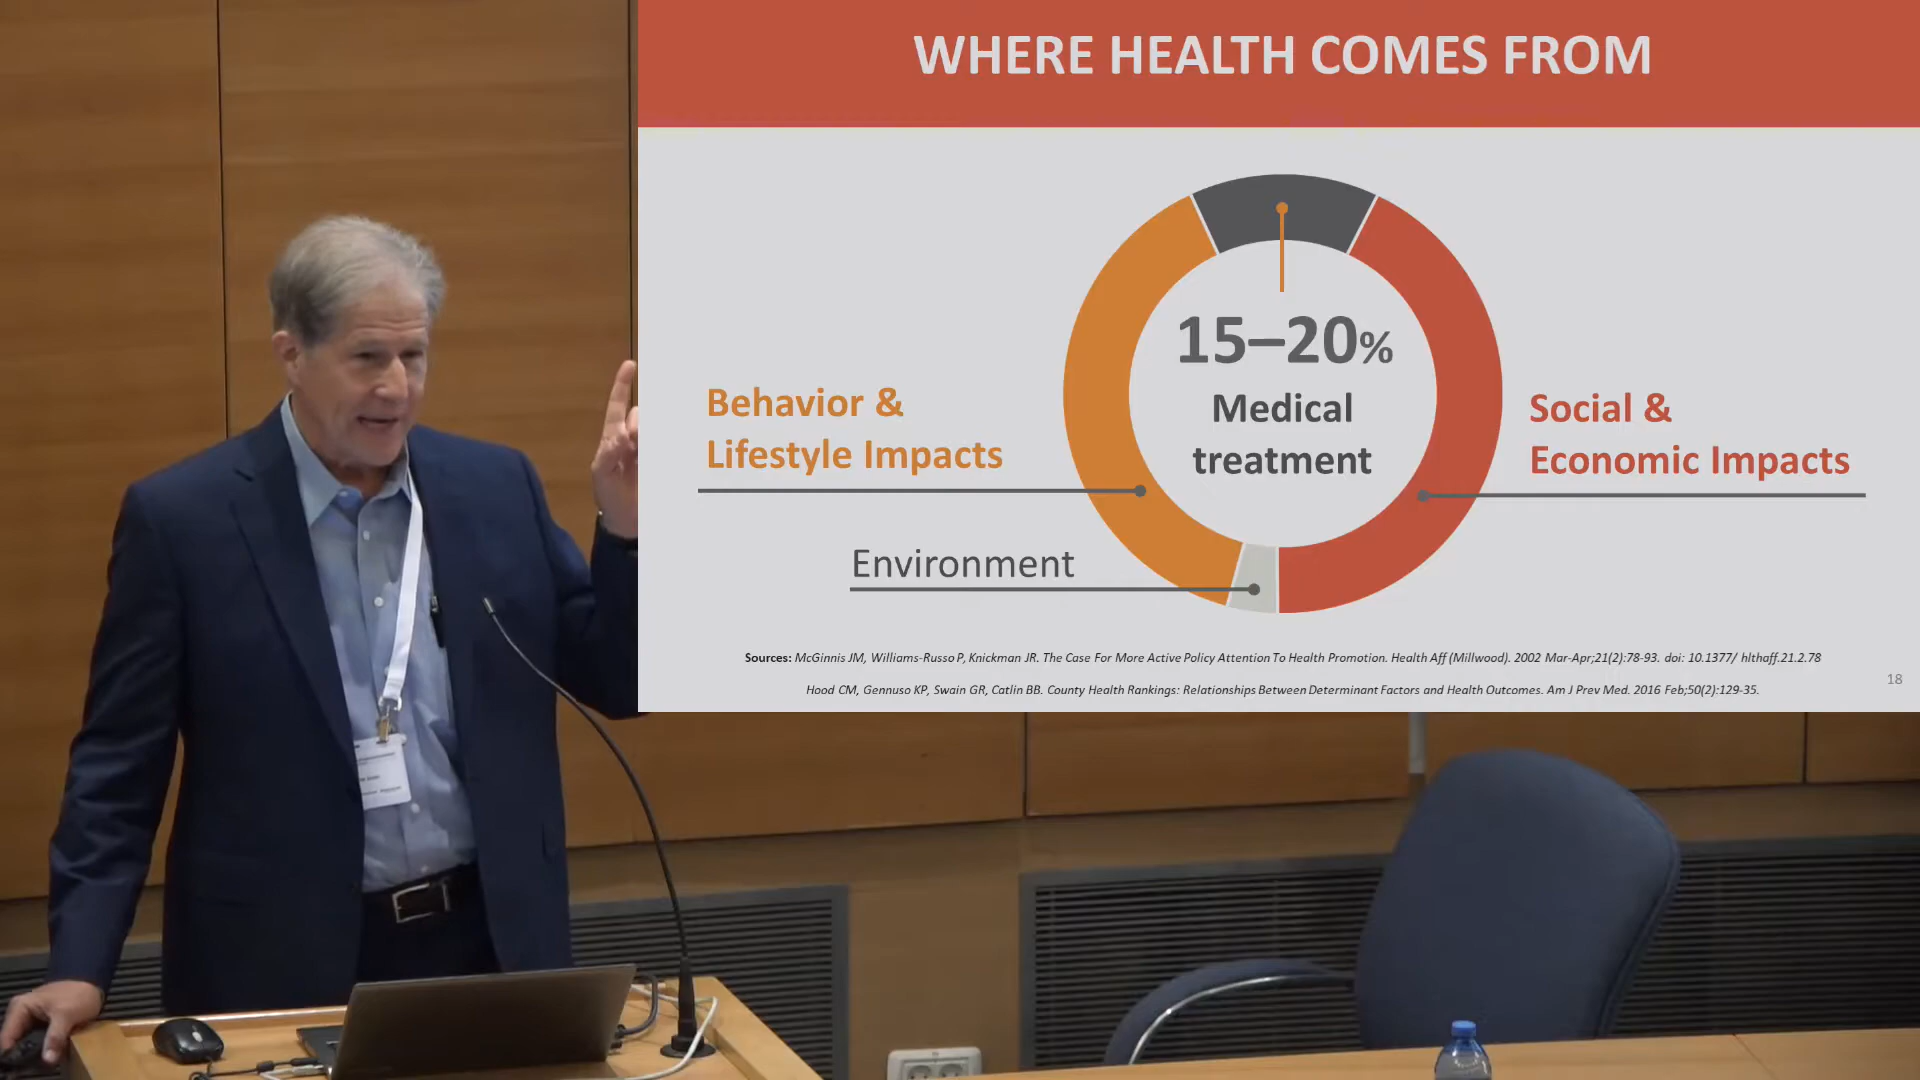 WHERE HEALTH COMES FROM
15–20%
Medical
treatment
Behavior &
Lifestyle Impacts
Social &
Economic Impacts
Environment
Sources: McGinnis JM, Williams-Russo P, Knickman JR. The Case For More Active Policy Attention To Health Promotion. Health Aff (Millwood). 2002 Mar-Apr;21(2):78-93. doi: 10.1377/ hlthaff.21.2.78
Hood CM, Gennuso KP, Swain GR, Catlin BB. County Health Rankings: Relationships Between Determinant Factors and Health Outcomes. Am J Prev Med. 2016 Feb;50(2):129-35.
18